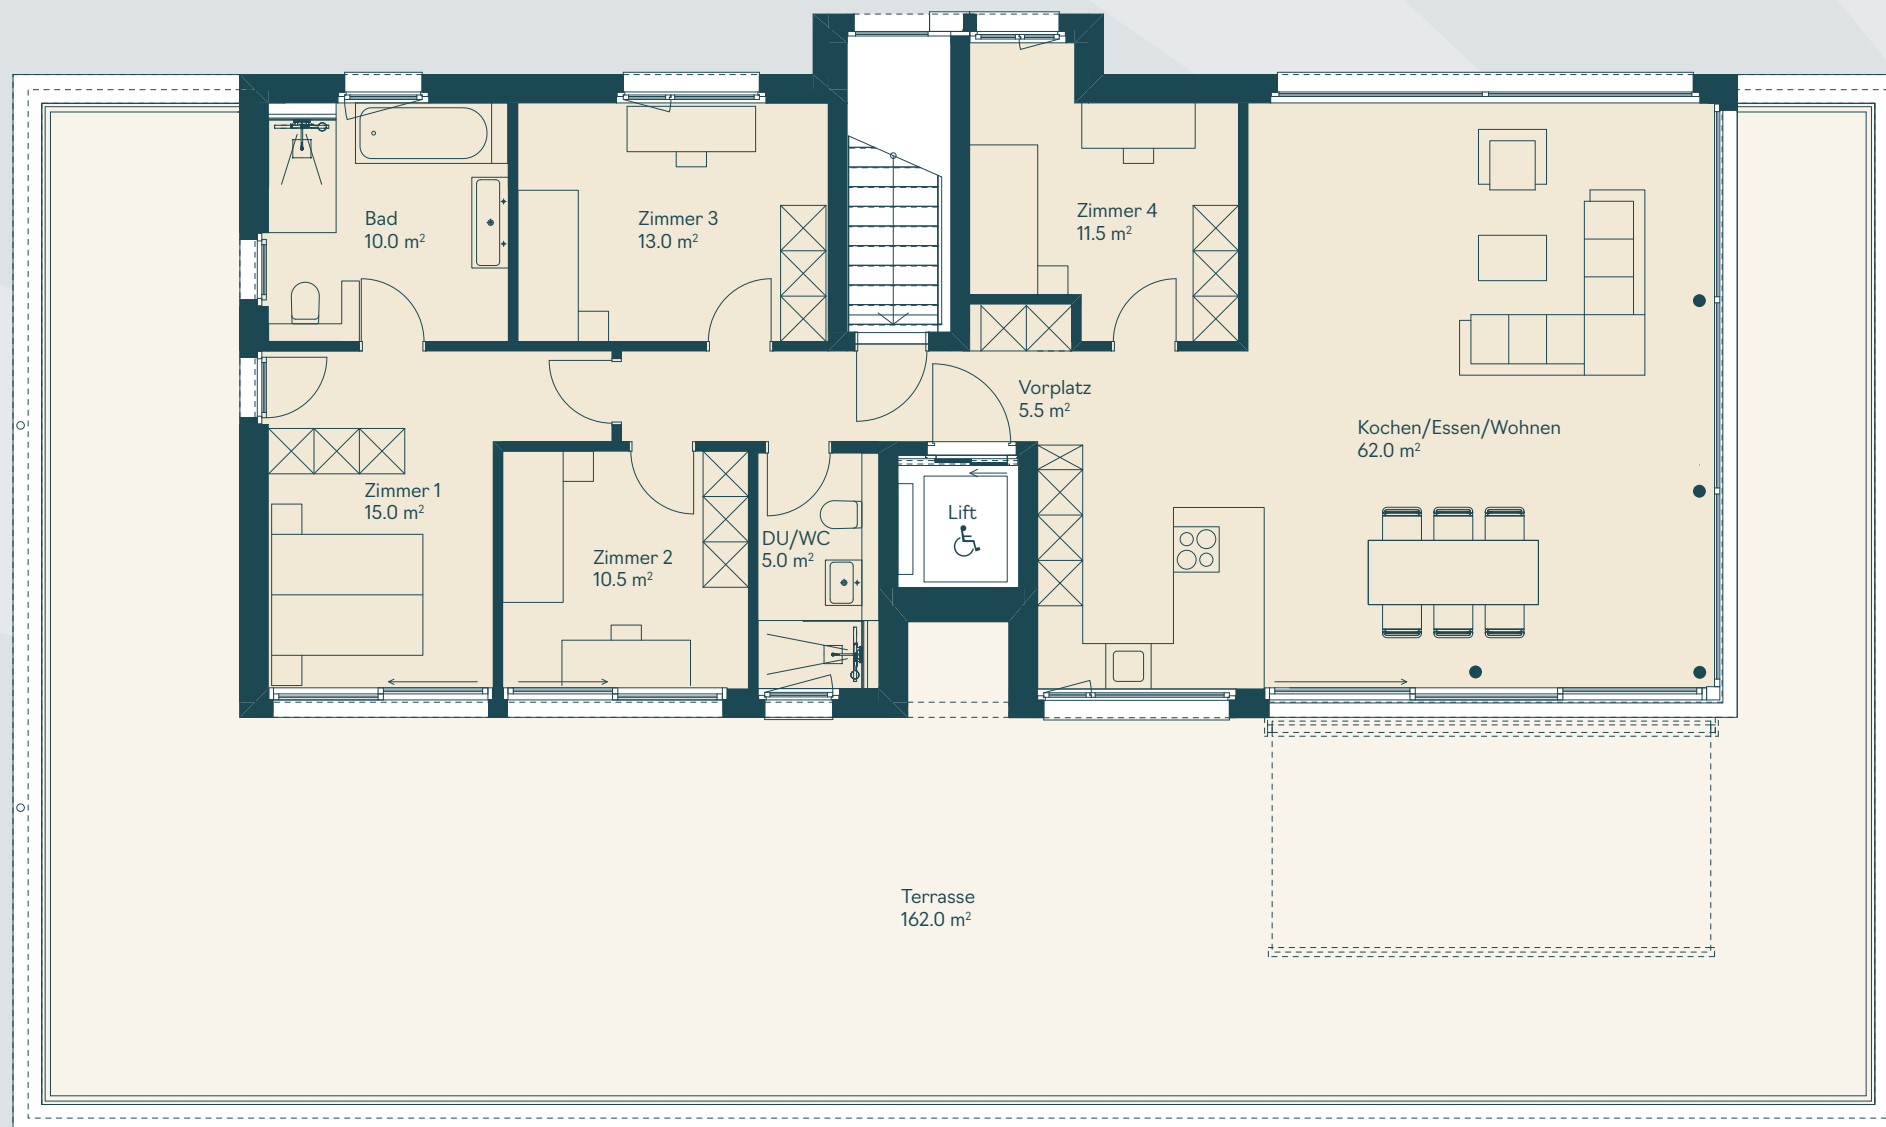 Bad
10.0 m²
Zimmer 3
13.0 m²
Zimmer 4
11.5 m²
Vorplatz
5.5 m²
Kochen/Essen/Wohnen
62.0 m²
Zimmer 1
15.0 m²
Zimmer 2
10.5 m²
DU/WC
5.0 m²
Lift
Terrasse
162.0 m²